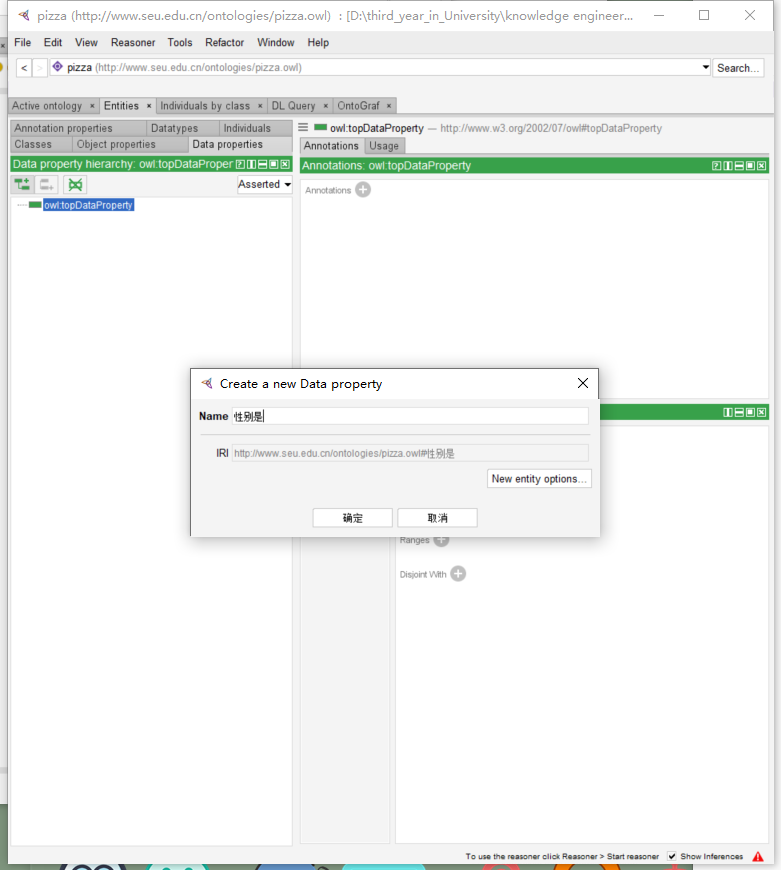 pizza (http://www.seu.edu.cn/ontologies/pizza.owl) : [D:\third_year_in_University\knowledge engineer...
File Edit View Reasoner Tools Refactor Window Help
< > pizza (http://www.seu.edu.cn/ontologies/pizza.owl) Search...
Active ontology × Entities × Individuals by class × DL Query × OntoGraf ×
Annotation properties Datatypes Individuals
Classes Object properties Data properties
Data property hierarchy: owl:topDataProper
Asserted
owl:topDataProperty
owl:topDataProperty — http://www.w3.org/2002/07/owl#topDataProperty
Annotations Usage
Annotations: owl:topDataProperty
Annotations
Create a new Data property
Name 性别是
IRI http://www.seu.edu.cn/ontologies/pizza.owl#性别是
New entity options...
确定 取消
Ranges
Disjoint With
To use the reasoner click Reasoner > Start reasoner Show Inferences